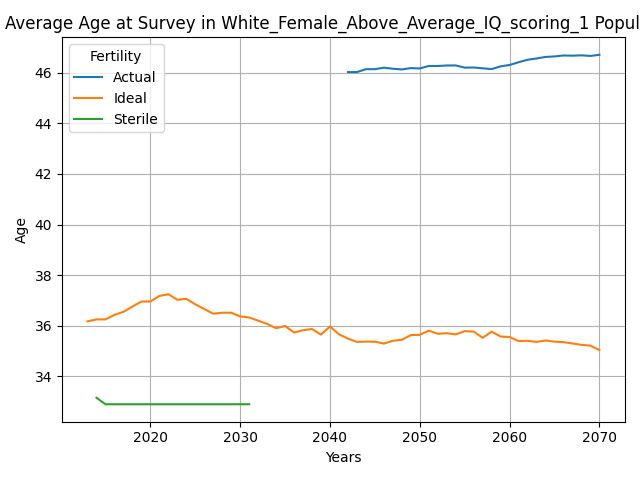 Average Age at Survey in White_Female_Above_Average_IQ_scoring_1 Popul
Fertility
Actual
Ideal
Sterile
Age
46
44
42
40
38
36
34
2020 2030 2040 2050 2060 2070
Years